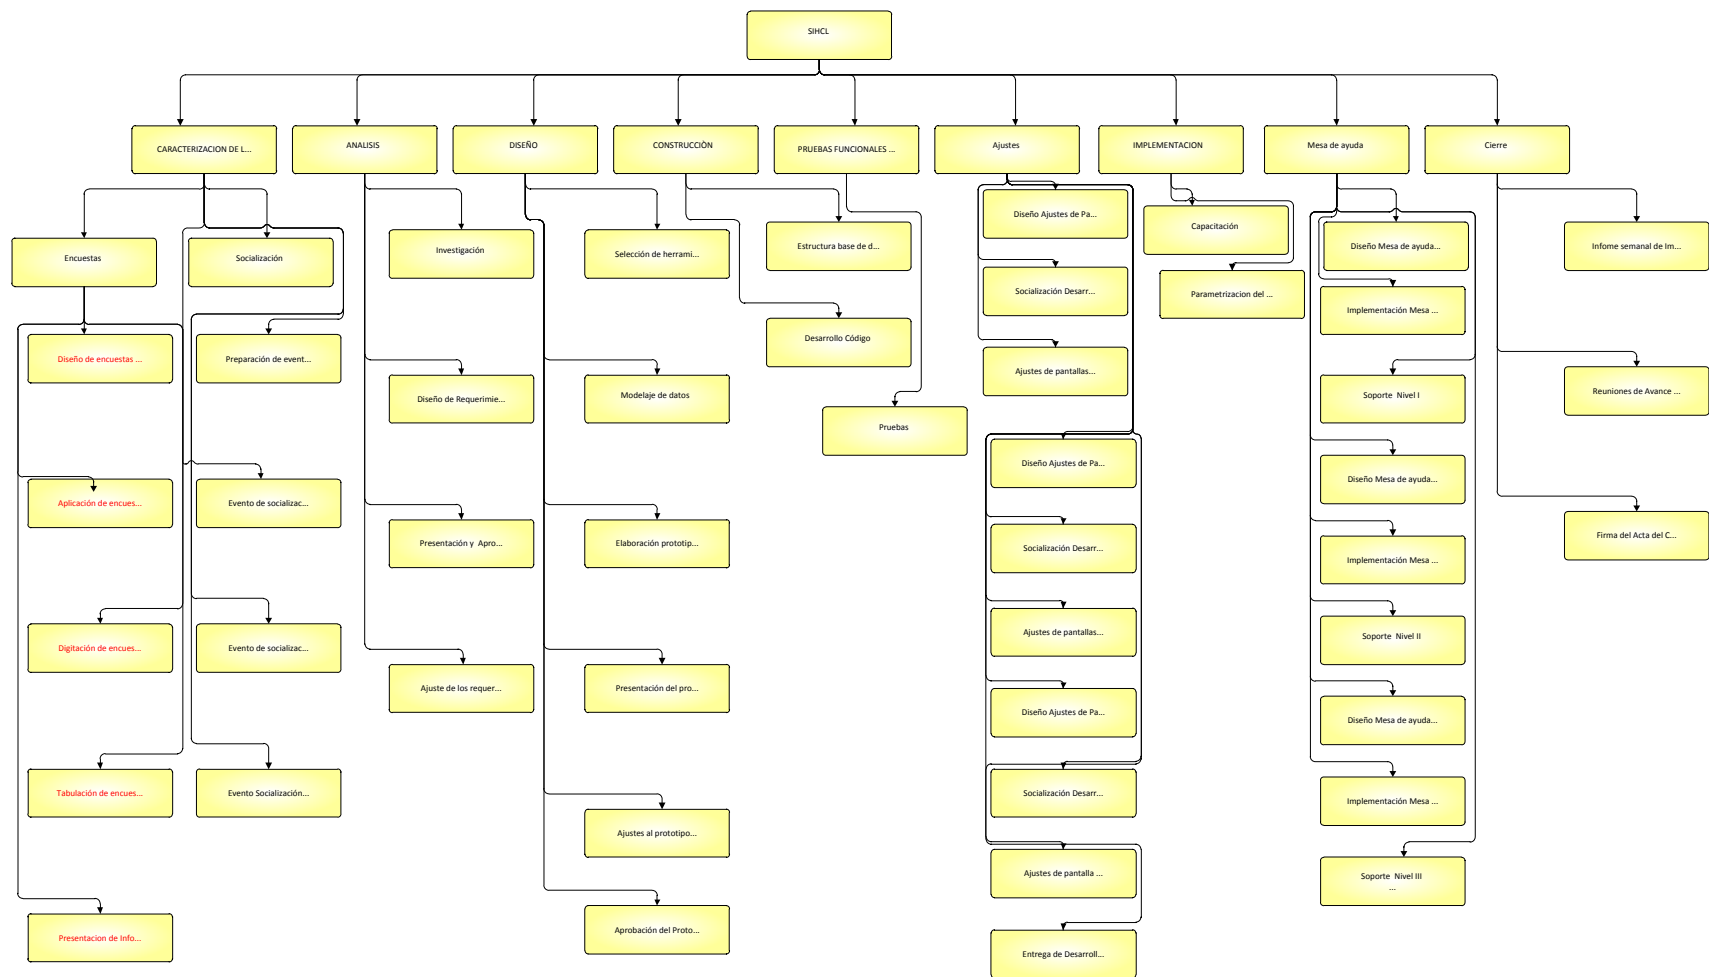 SIHCL
CARACTERIZACION DE L...
ANALISIS
DISEÑO
CONSTRUCCIÒN
PRUEBAS FUNCIONALES ...
Ajustes
IMPLEMENTACION
Mesa de ayuda
Cierre
Encuestas
Socialización
Diseño de encuestas ...
Aplicación de encues...
Digitación de encues...
Tabulación de encues...
Presentacion de Info...
Preparación de event...
Evento de socializac...
Evento de socializac...
Evento Socialización...
Investigación
Diseño de Requerimie...
Presentación y  Apro...
Ajuste de los requer...
Selección de herrami...
Modelaje de datos
Elaboración prototip...
Presentación del pro...
Ajustes al prototipo...
Aprobación del Proto...
Estructura base de d...
Desarrollo Código
Pruebas
Diseño Ajustes de Pa...
Socialización Desarr...
Ajustes de pantallas...
Diseño Ajustes de Pa...
Socialización Desarr...
Ajustes de pantallas...
Diseño Ajustes de Pa...
Socialización Desarr...
Ajustes de pantalla ...
Entrega de Desarroll...
Capacitación
Parametrizacion del ...
Diseño Mesa de ayuda...
Implementación Mesa ...
Soporte  Nivel I
Diseño Mesa de ayuda...
Implementación Mesa ...
Soporte  Nivel II
Diseño Mesa de ayuda...
Implementación Mesa ...
Soporte  Nivel III
...
Infome semanal de Im...
Reuniones de Avance ...
Firma del Acta del C...